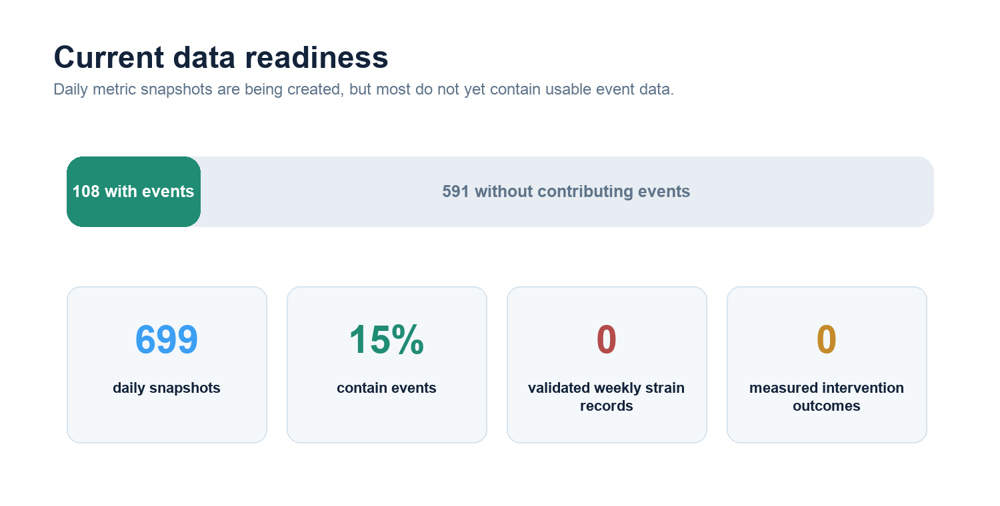 Current data readiness
Daily metric snapshots are being created, but most do not yet contain usable event data.
108 with events
591 without contributing events
699
daily snapshots
15%
contain events
0
validated weekly strain
records
0
measured intervention
outcomes